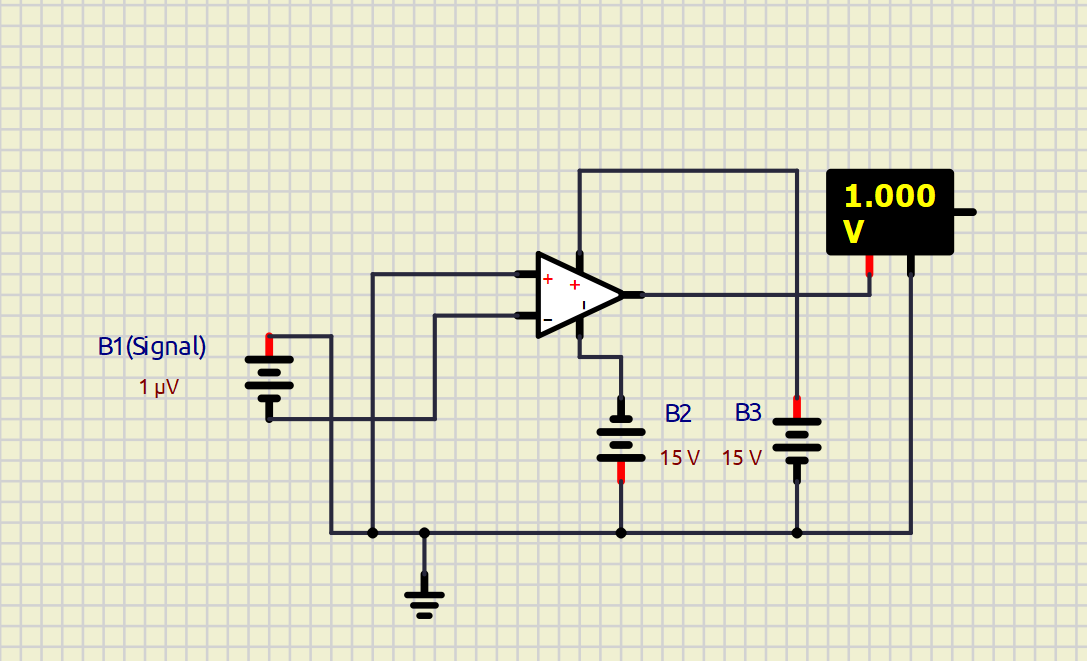 1.000
V
B1(Signal)
1 µV
+
+
−
−
B2
15 V
B3
15 V